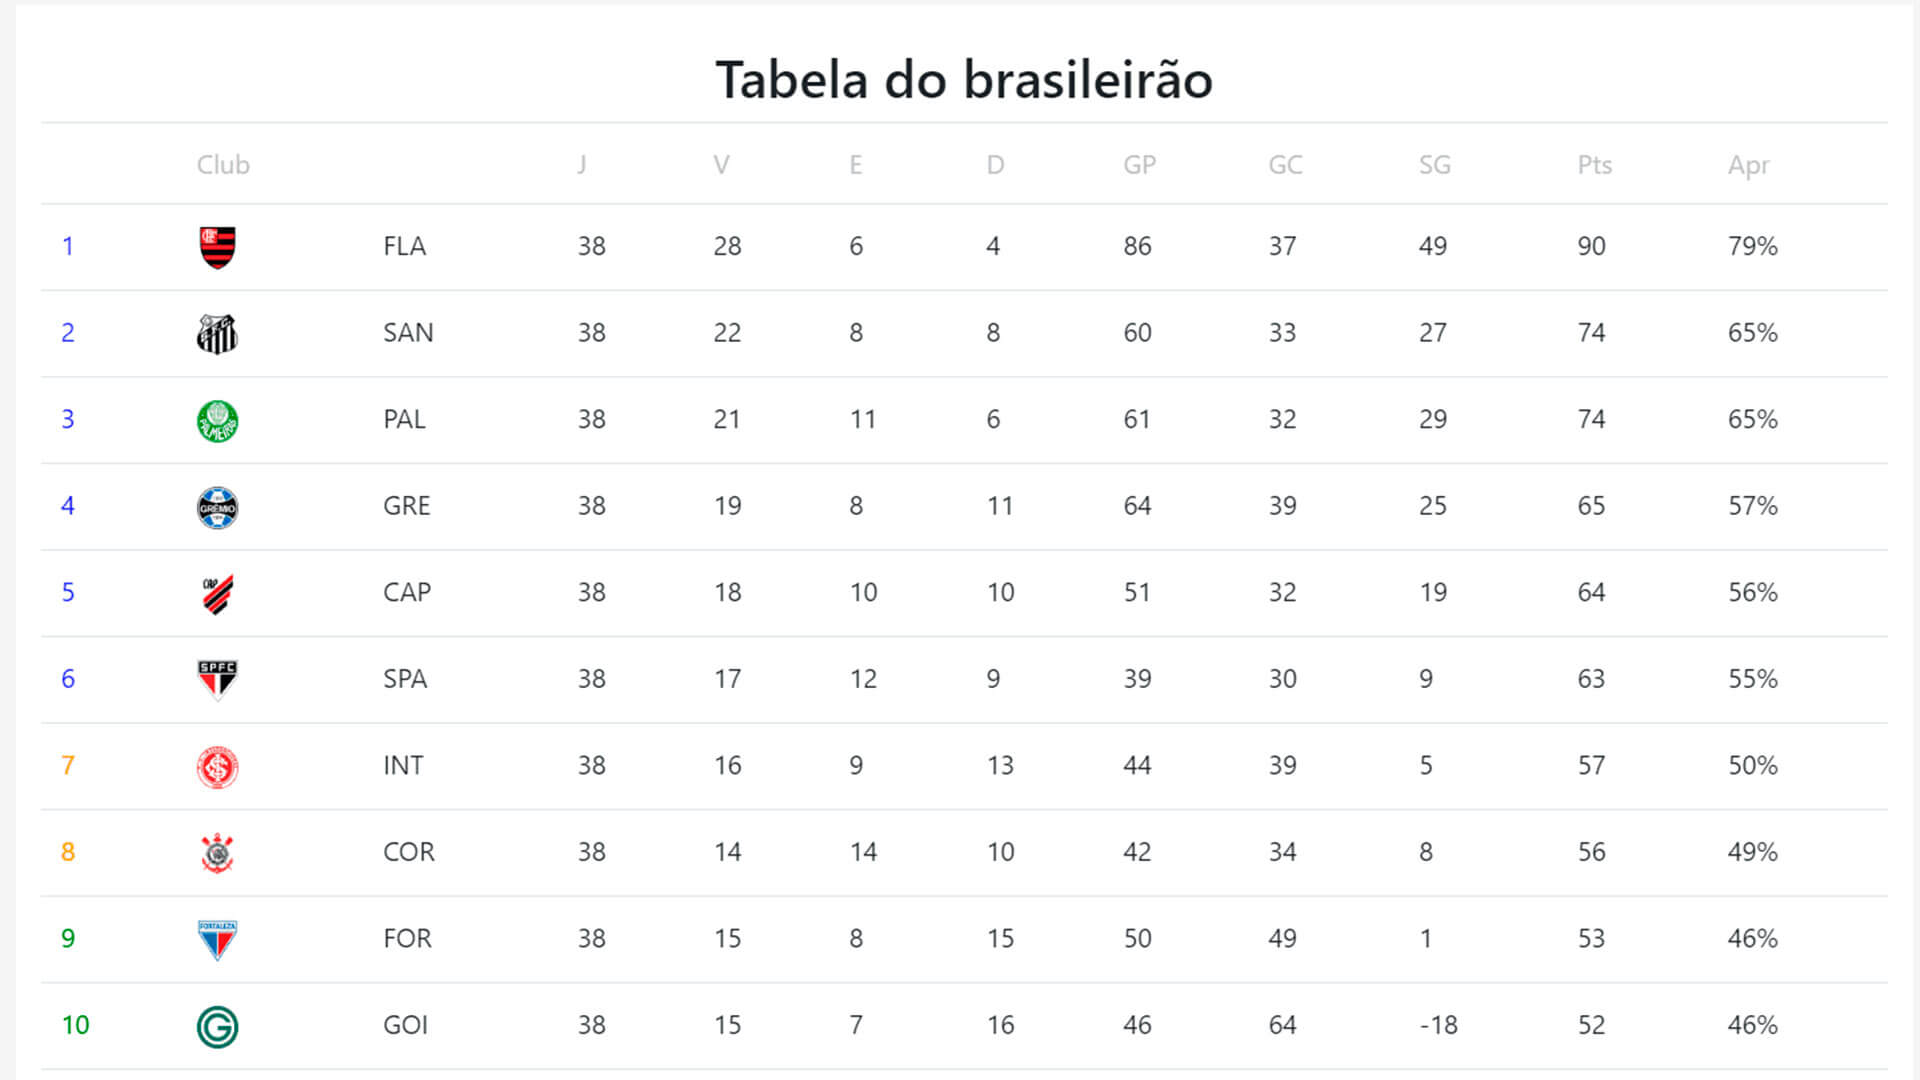 Tabela do brasileirão
Club J V E D GP GC SG Pts Apr
1 FLA 38 28 6 4 86 37 49 90 79%
2 SAN 38 22 8 8 60 33 27 74 65%
3 PALMEIRAS PAL 38 21 11 6 61 32 29 74 65%
4 GRÊMIO GRE 38 19 8 11 64 39 25 65 57%
5 CAP CAP 38 18 10 10 51 32 19 64 56%
6 SPFC SPA 38 17 12 9 39 30 9 63 55%
7 INT 38 16 9 13 44 39 5 57 50%
8 COR 38 14 14 10 42 34 8 56 49%
9 FORTALEZA FOR 38 15 8 15 50 49 1 53 46%
10 G GOI 38 15 7 16 46 64 -18 52 46%